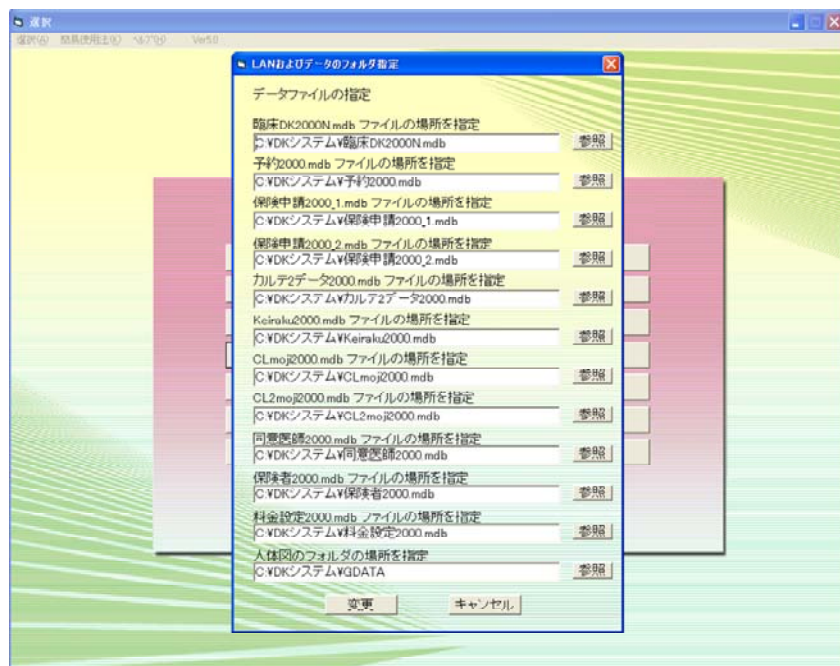 選択
選択(A) 簡易使用法(K) ヘルプ(H) Ver5.0
LANおよびデータのフォルダ指定
データファイルの指定
臨床DK2000N.mdb ファイルの場所を指定
C:¥DKシステム¥臨床DK2000N.mdb 参照
予約2000.mdb ファイルの場所を指定
C:¥DKシステム¥予約2000.mdb 参照
保険申請2000_1.mdb ファイルの場所を指定
C:¥DKシステム¥保険申請2000_1.mdb 参照
保険申請2000_2.mdb ファイルの場所を指定
C:¥DKシステム¥保険申請2000_2.mdb 参照
カルテ2データ2000.mdb ファイルの場所を指定
C:¥DKシステム¥カルテ2データ2000.mdb 参照
Keiraku2000.mdb ファイルの場所を指定
C:¥DKシステム¥Keiraku2000.mdb 参照
CLmoji2000.mdb ファイルの場所を指定
C:¥DKシステム¥CLmoji2000.mdb 参照
CL2moji2000.mdb ファイルの場所を指定
C:¥DKシステム¥CL2moji2000.mdb 参照
同意医師2000.mdb ファイルの場所を指定
C:¥DKシステム¥同意医師2000.mdb 参照
保険者2000.mdb ファイルの場所を指定
C:¥DKシステム¥保険者2000.mdb 参照
料金設定2000.mdb ファイルの場所を指定
C:¥DKシステム¥料金設定2000.mdb 参照
人体図のフォルダの場所を指定
C:¥DKシステム¥GDATA 参照
変更 キャンセル